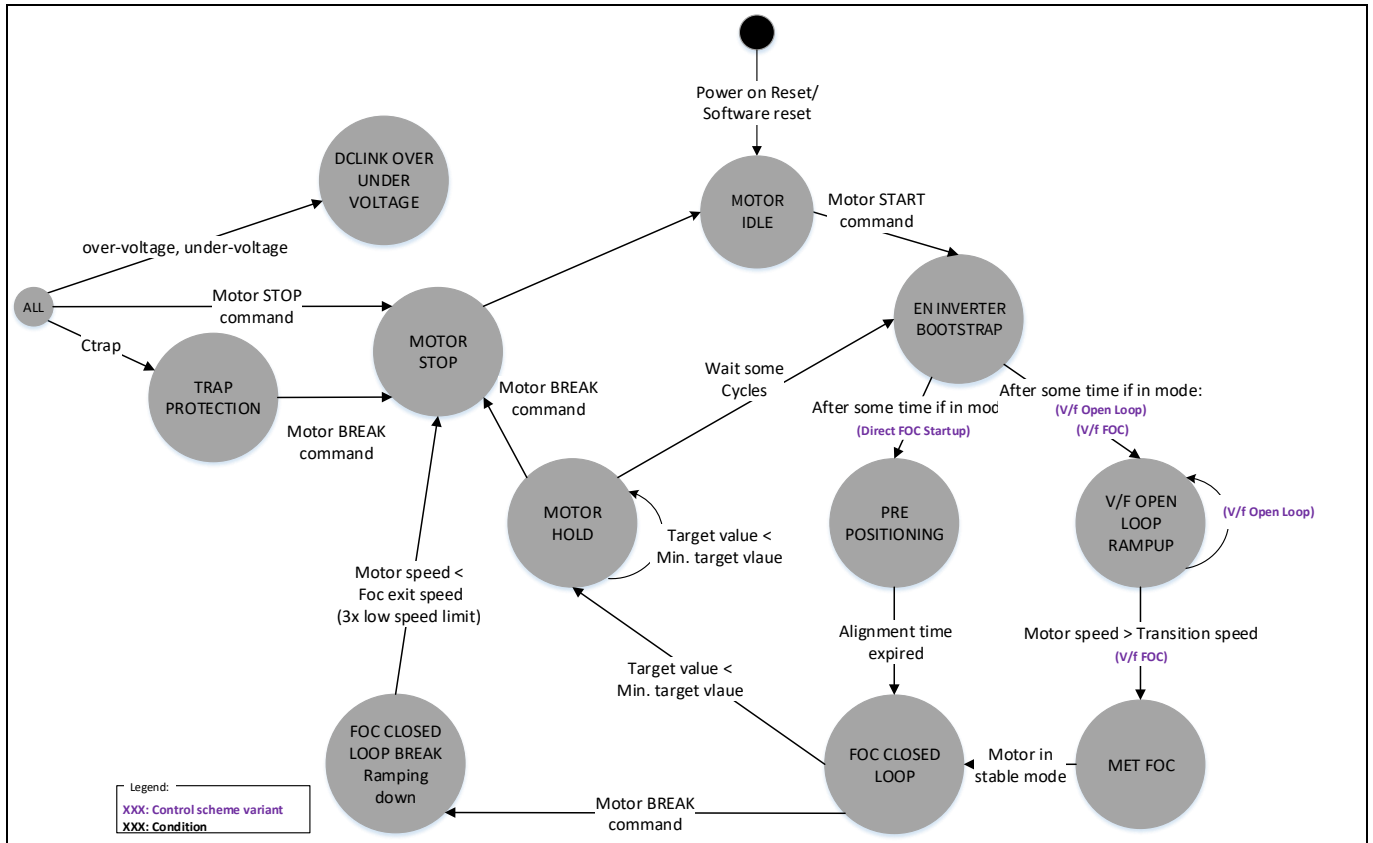 Power on Reset/
Software reset
DCLINK OVER
UNDER
VOLTAGE
MOTOR
IDLE
Motor START
command
over-voltage, under-voltage
ALL
Motor STOP
command
EN INVERTER
BOOTSTRAP
Ctrap
MOTOR
STOP
TRAP
PROTECTION
Motor BREAK
command
Motor BREAK
command
Wait some
Cycles
After some time if in mod
(Direct FOC Startup)
After some time if in mode:
(V/f Open Loop)
(V/f FOC)
MOTOR
HOLD
Target value <
Min. target vlaue
PRE
POSITIONING
V/F OPEN
LOOP
RAMPUP
(V/f Open Loop)
Motor speed <
Foc exit speed
(3x low speed limit)
Alignment time
expired
Motor speed > Transition speed
(V/f FOC)
Target value <
Min. target vlaue
FOC CLOSED
LOOP BREAK
Ramping
down
FOC CLOSED
LOOP
Motor in
stable mode
MET FOC
Motor BREAK
command
Legend:
XXX: Control scheme variant
XXX: Condition